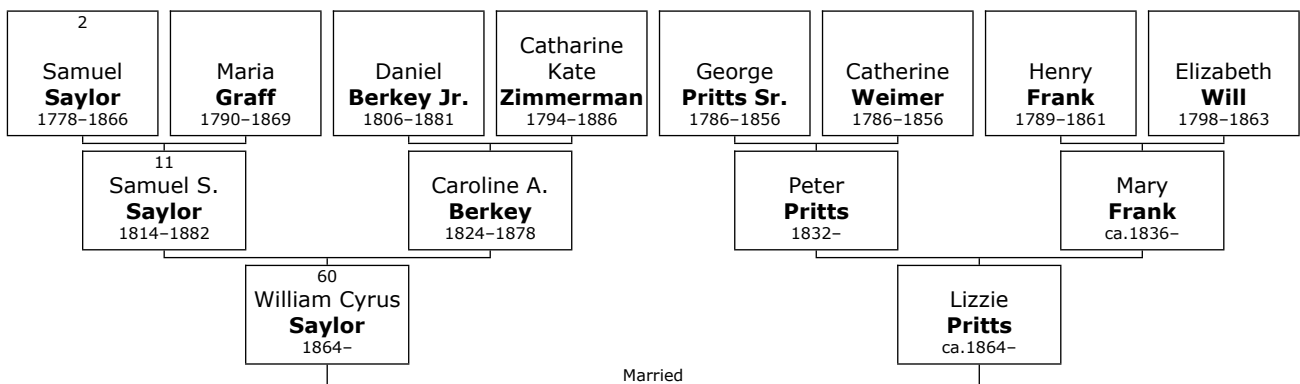 2
Samuel
Saylor
1778–1866
Maria
Graff
1790–1869
Daniel
Berkey Jr.
1806–1881
Catharine
Kate
Zimmerman
1794–1886
George
Pritts Sr.
1786–1856
Catherine
Weimer
1786–1856
Henry
Frank
1789–1861
Elizabeth
Will
1798–1863
11
Samuel S.
Saylor
1814–1882
Caroline A.
Berkey
1824–1878
Peter
Pritts
1832–
Mary
Frank
ca.1836–
60
William Cyrus
Saylor
1864–
Lizzie
Pritts
ca.1864–
Married